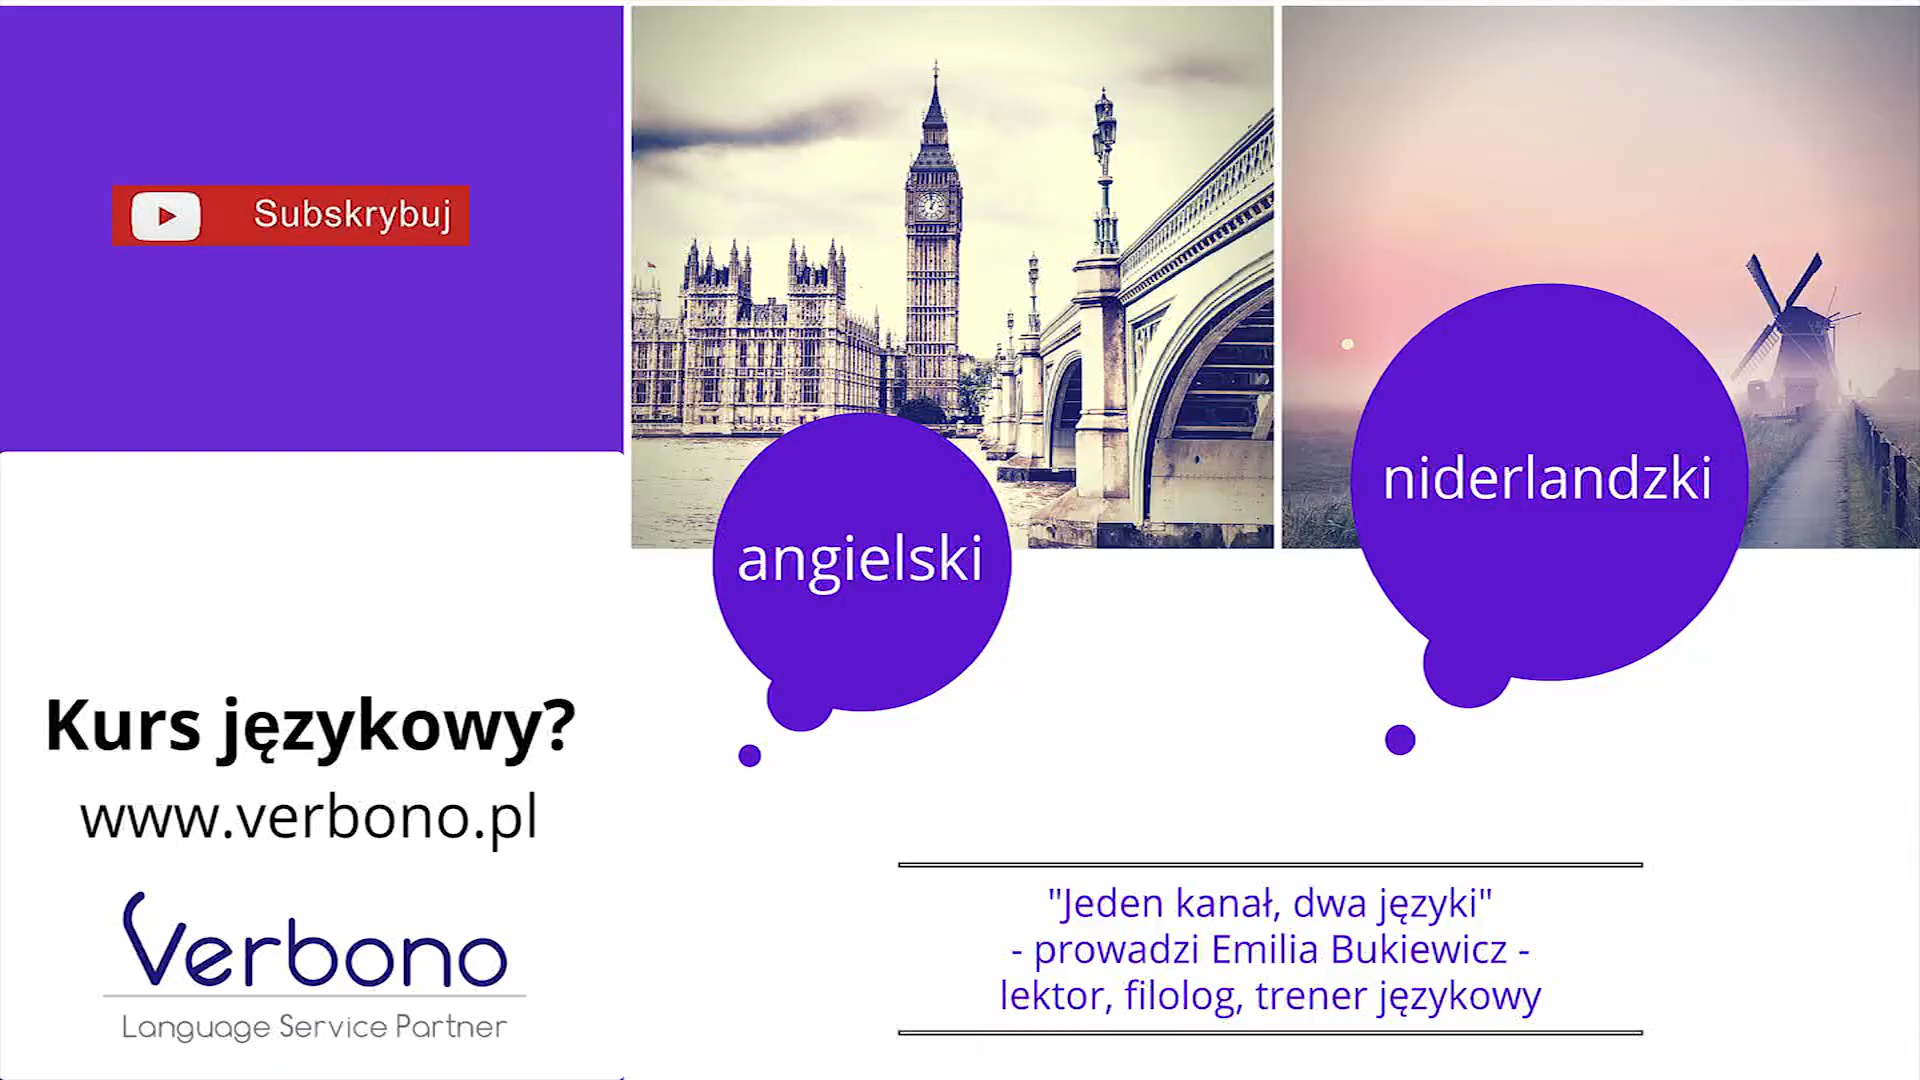 Subskrybuj
angielski
niderlandzki
Kurs językowy?
www.verbono.pl
Verbono
Language Service Partner
"Jeden kanał, dwa języki"
- prowadzi Emilia Bukiewicz -
lektor, filolog, trener językowy